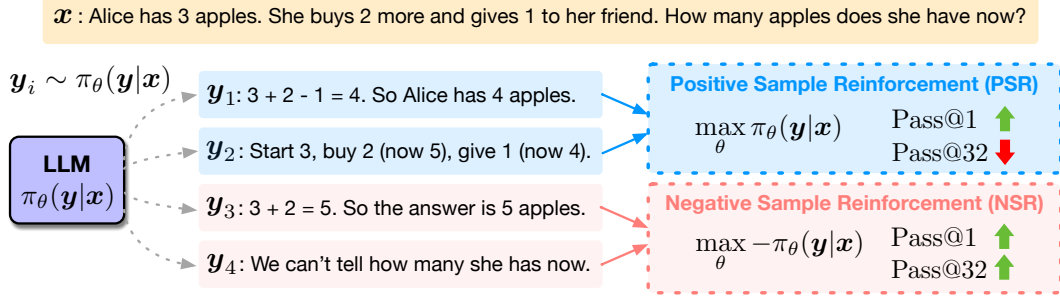 x : Alice has 3 apples. She buys 2 more and gives 1 to her friend. How many apples does she have now?
y_i ∼ π_θ(y|x)
LLM
π_θ(y|x)
y_1: 3 + 2 - 1 = 4. So Alice has 4 apples.
y_2: Start 3, buy 2 (now 5), give 1 (now 4).
y_3: 3 + 2 = 5. So the answer is 5 apples.
y_4: We can't tell how many she has now.
Positive Sample Reinforcement (PSR)
max_θ π_θ(y|x)
Pass@1
Pass@32
Negative Sample Reinforcement (NSR)
max_θ −π_θ(y|x)
Pass@1
Pass@32